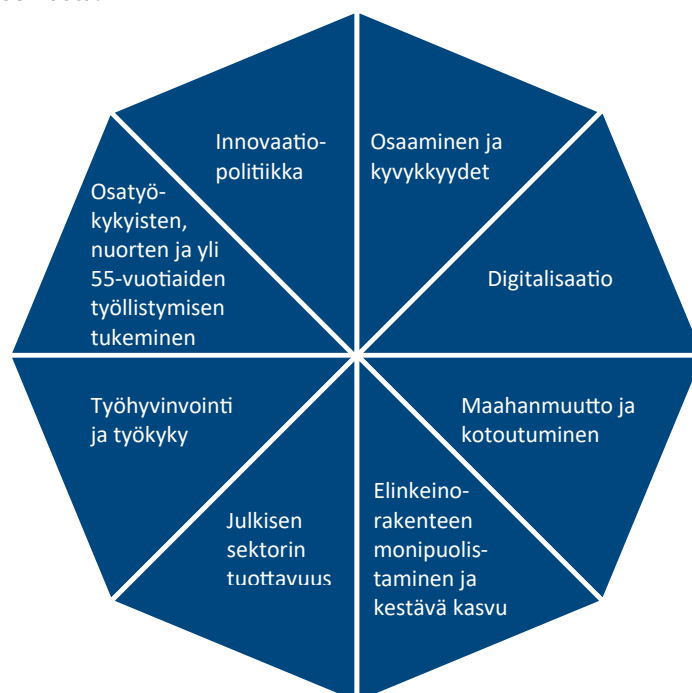 Innovaatio-
politiikka
Osaaminen ja
kyvykkyydet
Digitalisaatio
Maahanmuutto ja
kotoutuminen
Elinkeino-
rakenteen
monipuolis-
taminen ja
kestävä kasvu
Julkisen
sektorin
tuottavuus
Työhyvinvointi
ja työkyky
Osatyö-
kykyisten,
nuorten ja yli
55-vuotiaiden
työllistymisen
tukeminen